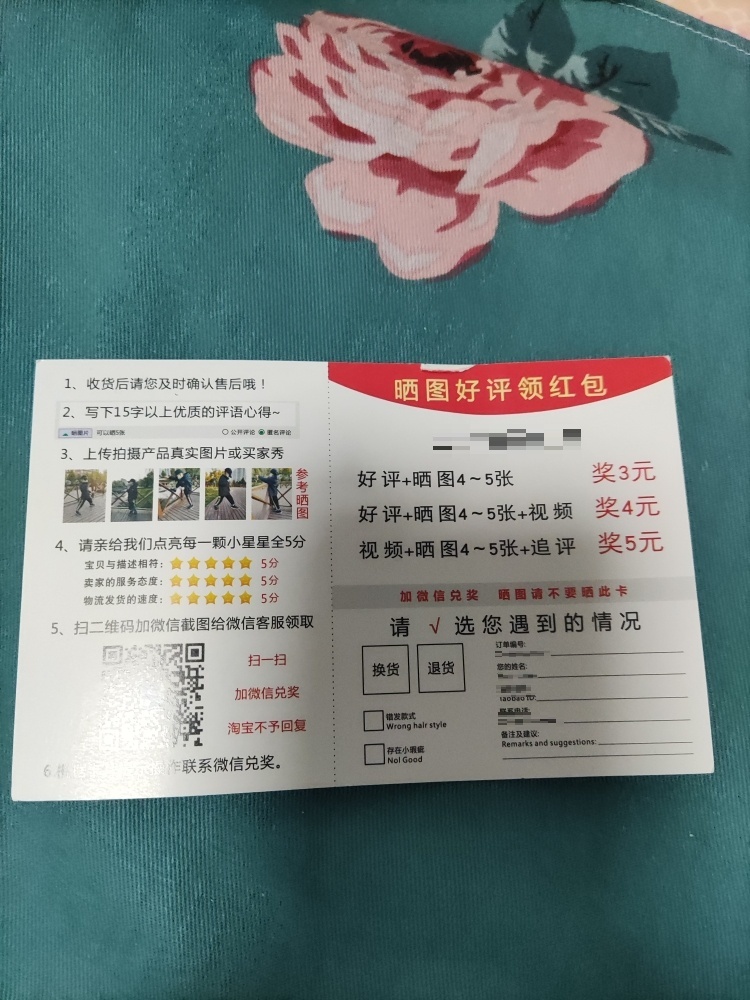 1、收货后请您及时确认售后哦！
2、写下15字以上优质的评语心得~
晒图片 可以晒5张 公开评论 匿名评论
3、上传拍摄产品真实图片或买家秀
参考晒图
4、请亲给我们点亮每一颗小星星全5分
宝贝与描述相符： 5分
卖家的服务态度： 5分
物流发货的速度： 5分
5、扫二维码加微信截图给微信客服领取
扫一扫
加微信兑奖
淘宝不予回复
6.
作联系微信兑奖。
晒图好评领红包
好评+晒图4～5张 奖3元
好评+晒图4～5张+视频 奖4元
视频+晒图4～5张+追评 奖5元
加微信兑奖 晒图请不要晒此卡
请 √ 选您遇到的情况
换货 退货
错发款式
Wrong hair style
存在小瑕疵
Nol Good
订单编号:
您的姓名:
Taobao ID:
联系电话:
备注及建议:
Remarks and suggestions: